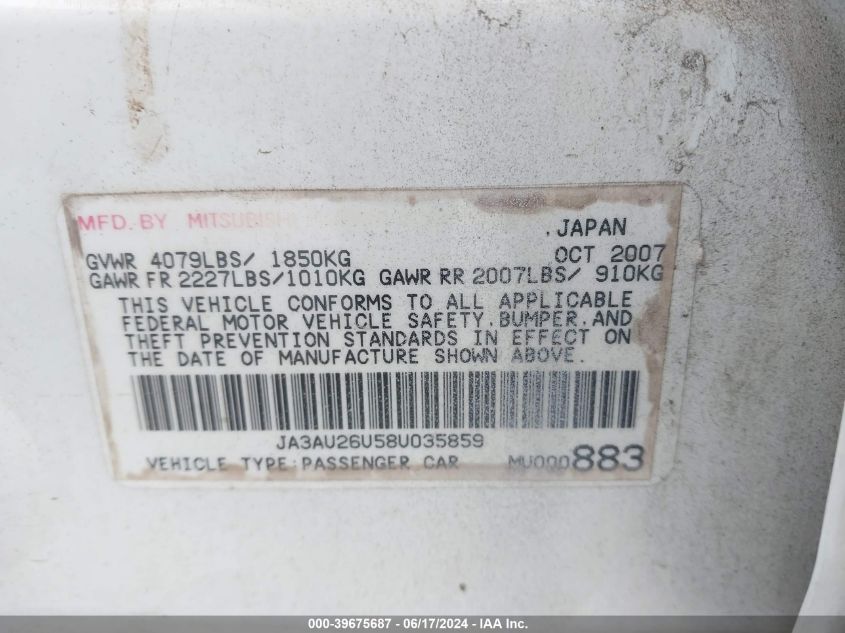 MFD. BY MITSUBISHI
JAPAN
GVWR 4079LBS/ 1850KG OCT 2007
GAWR FR 2227LBS/1010KG GAWR RR 2007LBS/ 910KG
THIS VEHICLE CONFORMS TO ALL APPLICABLE
FEDERAL MOTOR VEHICLE SAFETY, BUMPER, AND
THEFT PREVENTION STANDARDS IN EFFECT ON
THE DATE OF MANUFACTURE SHOWN ABOVE.
JA3AU26U58U035859
VEHICLE TYPE:PASSENGER CAR MU000883
000-39675687 - 06/17/2024 - IAAI.com